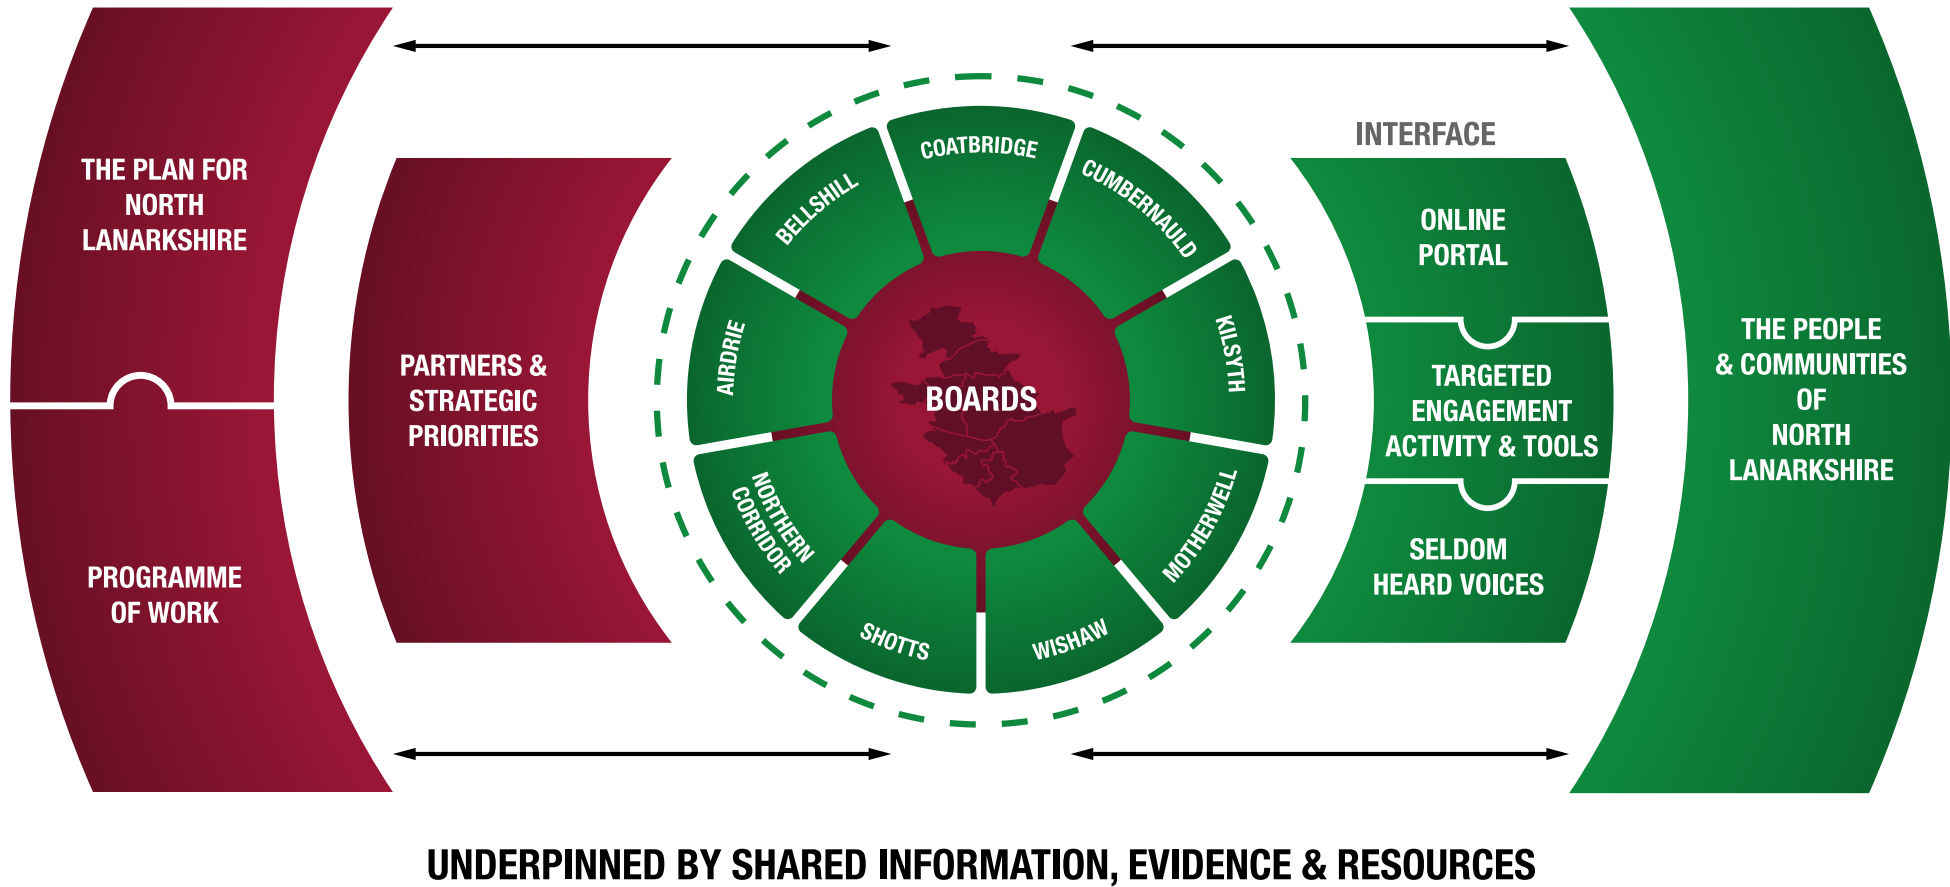 THE PLAN FOR
NORTH
LANARKSHIRE
PROGRAMME
OF WORK
PARTNERS &
STRATEGIC
PRIORITIES
COATBRIDGE
CUMBERNAULD
KILSYTH
MOTHERWELL
WISHAW
SHOTTS
NORTHERN
CORRIDOR
AIRDRIE
BELLSHILL
BOARDS
INTERFACE
ONLINE
PORTAL
TARGETED
ENGAGEMENT
ACTIVITY & TOOLS
SELDOM
HEARD VOICES
THE PEOPLE
& COMMUNITIES
OF
NORTH
LANARKSHIRE
UNDERPINNED BY SHARED INFORMATION, EVIDENCE & RESOURCES